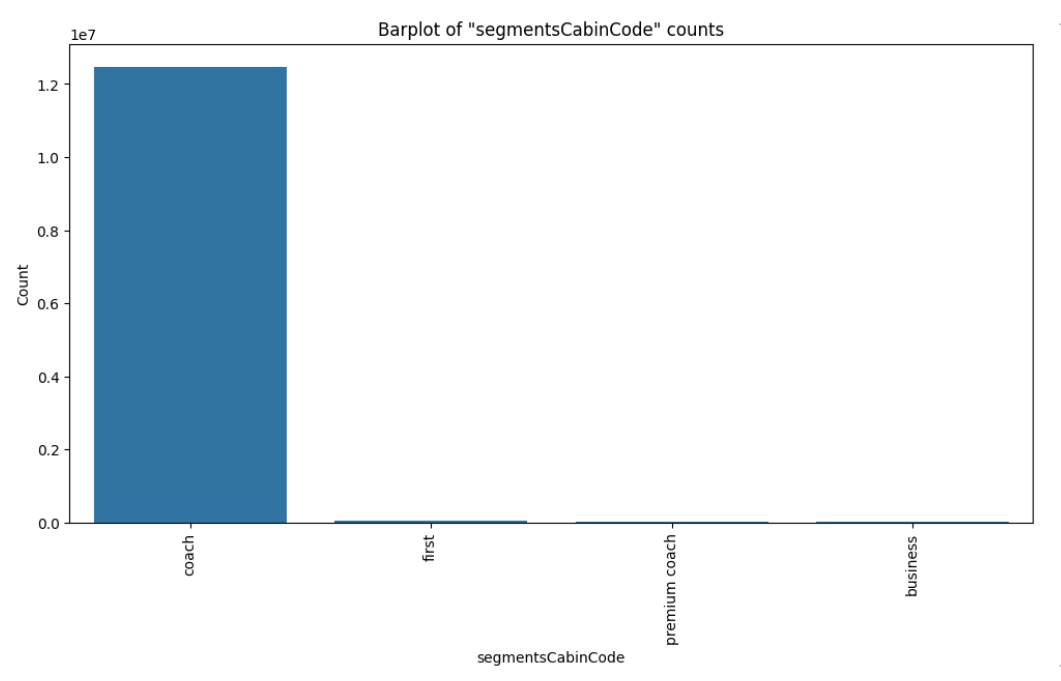 Barplot of "segmentsCabinCode" counts
1e7
1.2
1.0
0.8
0.6
0.4
0.2
0.0
Count
coach
first
premium coach
business
segmentsCabinCode